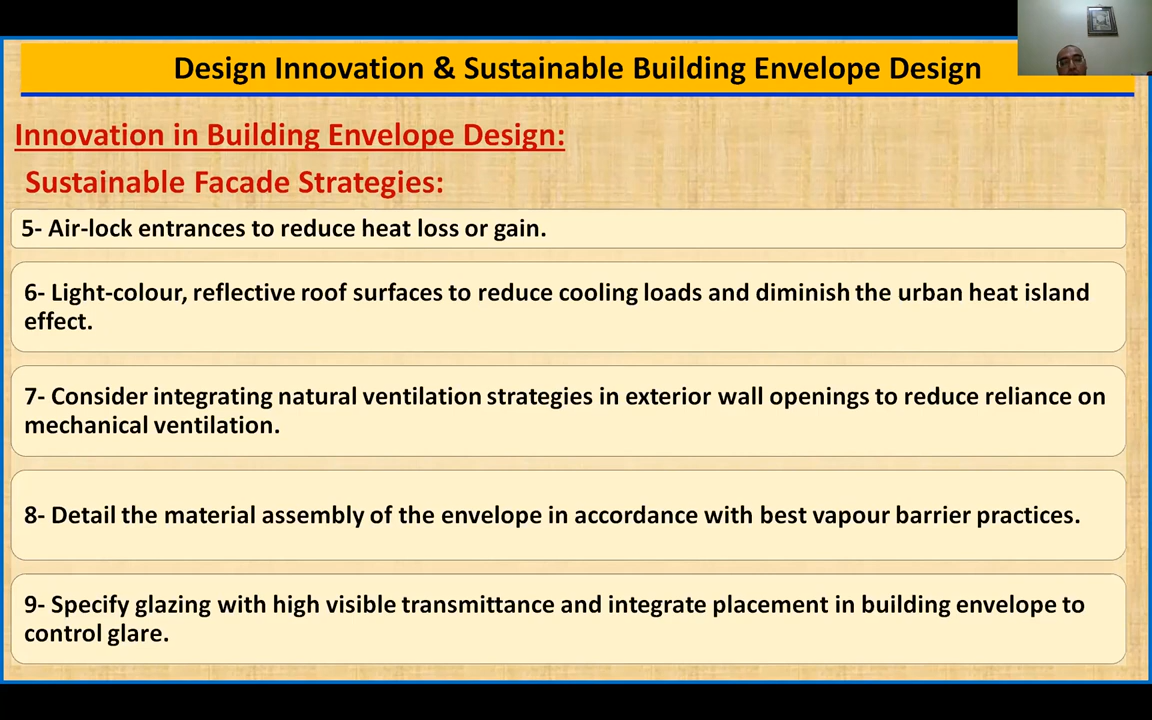 Design Innovation & Sustainable Building Envelope Design
Innovation in Building Envelope Design:
Sustainable Facade Strategies:
5- Air-lock entrances to reduce heat loss or gain.
6- Light-colour, reflective roof surfaces to reduce cooling loads and diminish the urban heat island
effect.
7- Consider integrating natural ventilation strategies in exterior wall openings to reduce reliance on
mechanical ventilation.
8- Detail the material assembly of the envelope in accordance with best vapour barrier practices.
9- Specify glazing with high visible transmittance and integrate placement in building envelope to
control glare.